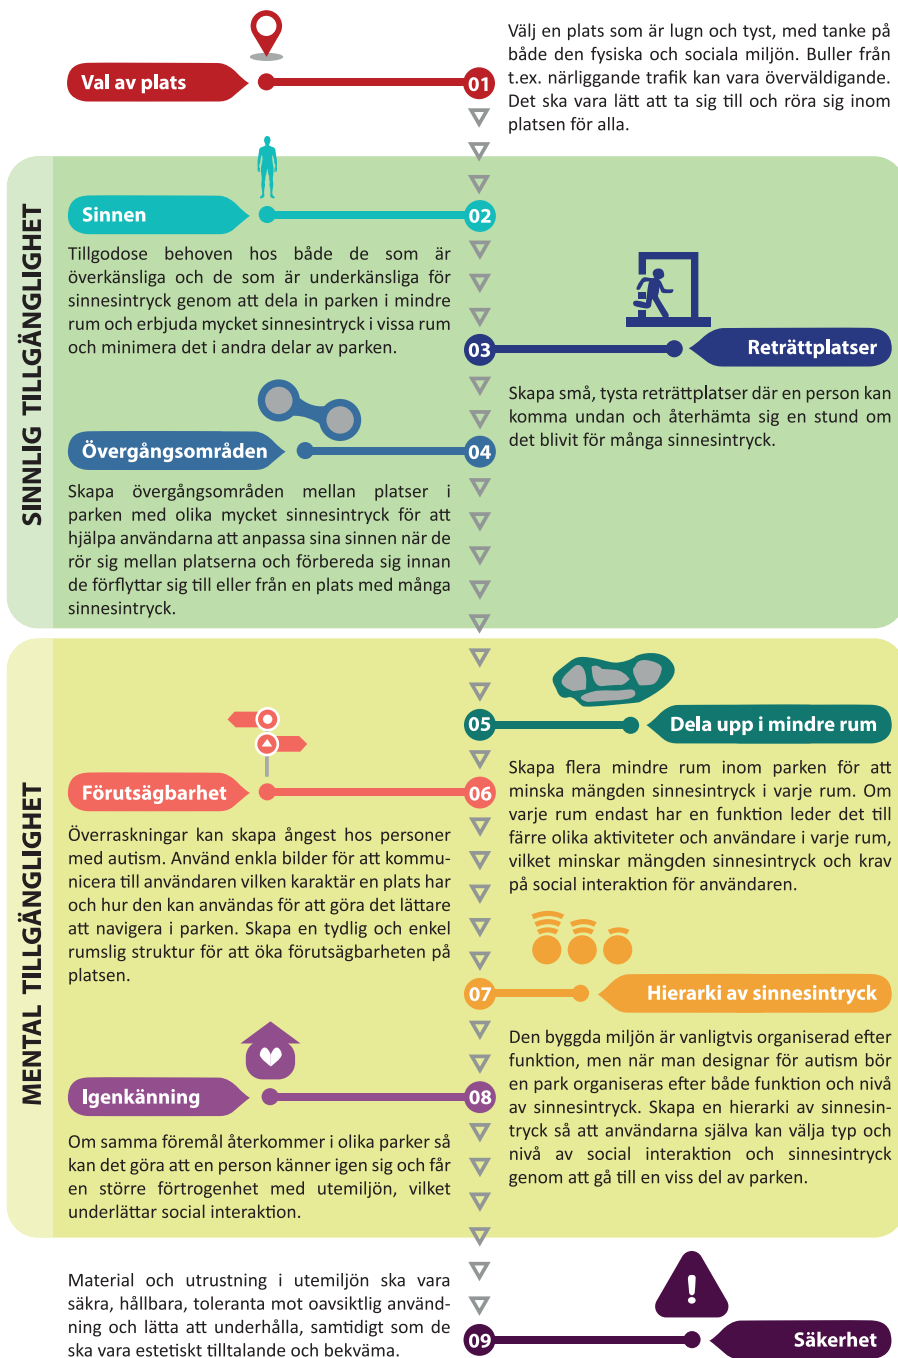 Val av plats
01
Välj en plats som är lugn och tyst, med tanke på
både den fysiska och sociala miljön. Buller från
t.ex. närliggande trafik kan vara överväldigande.
Det ska vara lätt att ta sig till och röra sig inom
platsen för alla.
SINNLIG TILLGÄNGLIGHET
Sinnen
02
Tillgodose behoven hos både de som är
överkänsliga och de som är underkänsliga för
sinnesintryck genom att dela in parken i mindre
rum och erbjuda mycket sinnesintryck i vissa rum
och minimera det i andra delar av parken.
03
Reträttplatser
Skapa små, tysta reträttplatser där en person kan
komma undan och återhämta sig en stund om
det blivit för många sinnesintryck.
Övergångsområden
04
Skapa övergångsområden mellan platser i
parken med olika mycket sinnesintryck för att
hjälpa användarna att anpassa sina sinnen när de
rör sig mellan platserna och förbereda sig innan
de förflyttar sig till eller från en plats med många
sinnesintryck.
MENTAL TILLGÄNGLIGHET
05
Dela upp i mindre rum
Skapa flera mindre rum inom parken för att
minska mängden sinnesintryck i varje rum. Om
varje rum endast har en funktion leder det till
färre olika aktiviteter och användare i varje rum,
vilket minskar mängden sinnesintryck och krav
på social interaktion för användaren.
Förutsägbarhet
06
Överraskningar kan skapa ångest hos personer
med autism. Använd enkla bilder för att kommu-
nicera till användaren vilken karaktär en plats har
och hur den kan användas för att göra det lättare
att navigera i parken. Skapa en tydlig och enkel
rumslig struktur för att öka förutsägbarheten på
platsen.
07
Hierarki av sinnesintryck
Den byggda miljön är vanligtvis organiserad efter
funktion, men när man designar för autism bör
en park organiseras efter både funktion och nivå
av sinnesintryck. Skapa en hierarki av sinnesin-
tryck så att användarna själva kan välja typ och
nivå av social interaktion och sinnesintryck
genom att gå till en viss del av parken.
Igenkänning
08
Om samma föremål återkommer i olika parker så
kan det göra att en person känner igen sig och får
en större förtrogenhet med utemiljön, vilket
underlättar social interaktion.
Material och utrustning i utemiljön ska vara
säkra, hållbara, toleranta mot oavsiktlig använd-
ning och lätta att underhålla, samtidigt som de
ska vara estetiskt tilltalande och bekväma.
09
Säkerhet